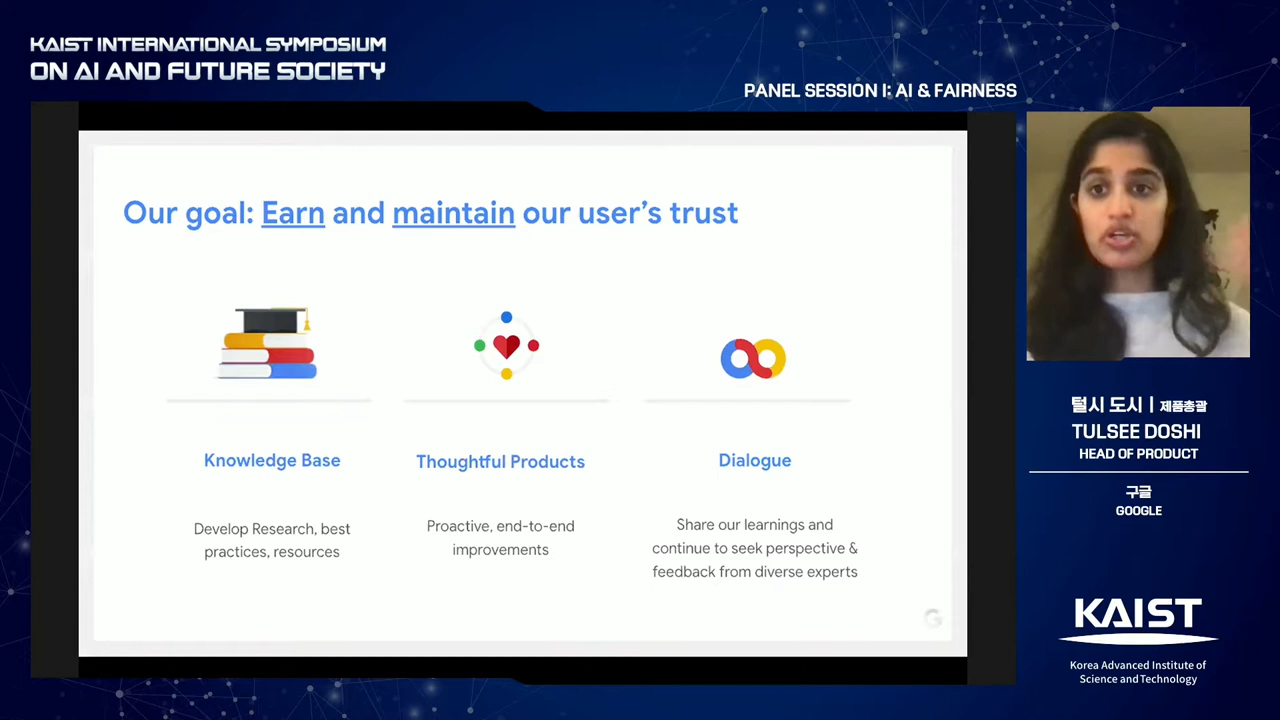 KAIST INTERNATIONAL SYMPOSIUM
ON AI AND FUTURE SOCIETY
PANEL SESSION I: AI & FAIRNESS
Our goal: Earn and maintain our user's trust
Knowledge Base
Develop Research, best
practices, resources
Thoughtful Products
Proactive, end-to-end
improvements
Dialogue
Share our learnings and
continue to seek perspective &
feedback from diverse experts
G
털시 도시 | 제품총괄
TULSEE DOSHI
HEAD OF PRODUCT
구글
GOOGLE
KAIST
Korea Advanced Institute of
Science and Technology